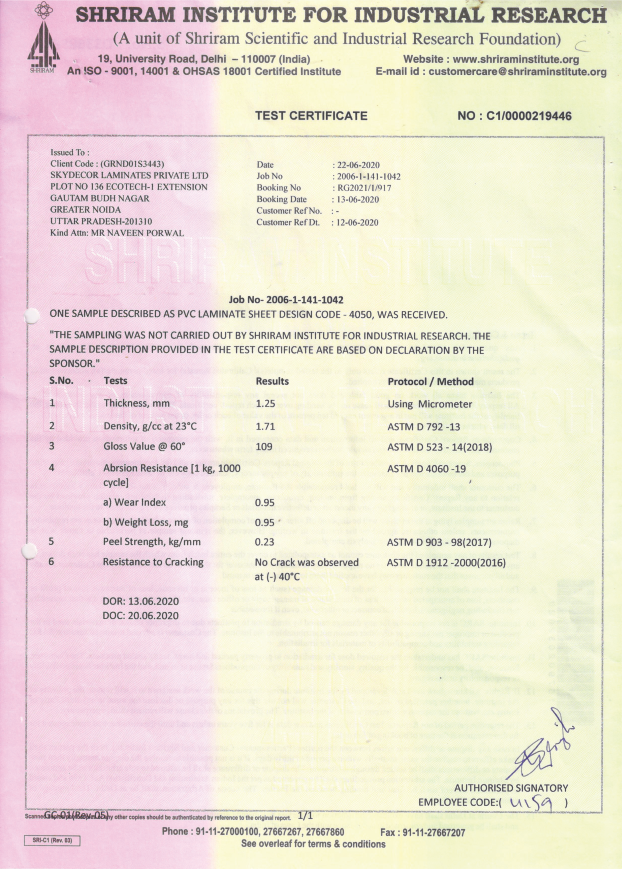 SHRIRAM INSTITUTE FOR INDUSTRIAL RESEARCH
(A unit of Shriram Scientific and Industrial Research Foundation)
SHRIRAM
19, University Road, Delhi – 110007 (India) Website : www.shriraminstitute.org
An ISO - 9001, 14001 & OHSAS 18001 Certified Institute E-mail id : customercare@shriraminstitute.org
TEST CERTIFICATE NO : C1/0000219446
Issued To :
Client Code : (GRND01S3443) Date : 22-06-2020
SKYDECOR LAMINATES PRIVATE LTD Job No : 2006-1-141-1042
PLOT NO 136 ECOTECH-1 EXTENSION Booking No : RG2021/1/917
GAUTAM BUDH NAGAR Booking Date : 13-06-2020
GREATER NOIDA Customer Ref No. : -
UTTAR PRADESH-201310 Customer Ref Dt. : 12-06-2020
Kind Attn: MR NAVEEN PORWAL
SHRIRAM INSTITUTE
Job No- 2006-1-141-1042
ONE SAMPLE DESCRIBED AS PVC LAMINATE SHEET DESIGN CODE - 4050, WAS RECEIVED.
"THE SAMPLING WAS NOT CARRIED OUT BY SHRIRAM INSTITUTE FOR INDUSTRIAL RESEARCH. THE
SAMPLE DESCRIPTION PROVIDED IN THE TEST CERTIFICATE ARE BASED ON DECLARATION BY THE
SPONSOR."
S.No. Tests Results Protocol / Method
1 Thickness, mm 1.25 Using Micrometer
2 Density, g/cc at 23°C 1.71 ASTM D 792 -13
3 Gloss Value @ 60° 109 ASTM D 523 - 14(2018)
4 Abrsion Resistance [1 kg, 1000 ASTM D 4060 -19
cycle]
a) Wear Index 0.95
b) Weight Loss, mg 0.95
5 Peel Strength, kg/mm 0.23 ASTM D 903 - 98(2017)
6 Resistance to Cracking No Crack was observed ASTM D 1912 -2000(2016)
at (-) 40°C
DOR: 13.06.2020
DOC: 20.06.2020
AUTHORISED SIGNATORY
EMPLOYEE CODE:( U159 )
Scanned GC-01(Rev.05) any other copies should be authenticated by reference to the original report. 1/1
Phone : 91-11-27000100, 27667267, 27667860 Fax : 91-11-27667207
SRI-C1 (Rev. 03)
See overleaf for terms & conditions